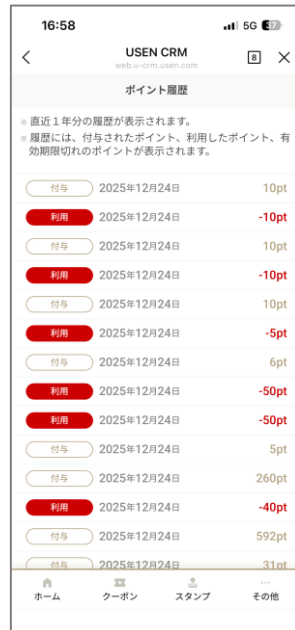 16:58
5G 37
USEN CRM
web.u-crm.usen.com
8
ポイント履歴
※ 直近１年分の履歴が表示されます。
※ 履歴には、付与されたポイント、利用したポイント、有
効期限切れのポイントが表示されます。
付与 2025年12月24日 10pt
利用 2025年12月24日 -10pt
付与 2025年12月24日 10pt
利用 2025年12月24日 -10pt
付与 2025年12月24日 10pt
利用 2025年12月24日 -5pt
付与 2025年12月24日 6pt
利用 2025年12月24日 -50pt
利用 2025年12月24日 -50pt
付与 2025年12月24日 5pt
付与 2025年12月24日 260pt
利用 2025年12月24日 -40pt
付与 2025年12月24日 592pt
付与 2025年12月24日 31pt
ホーム クーポン スタンプ その他